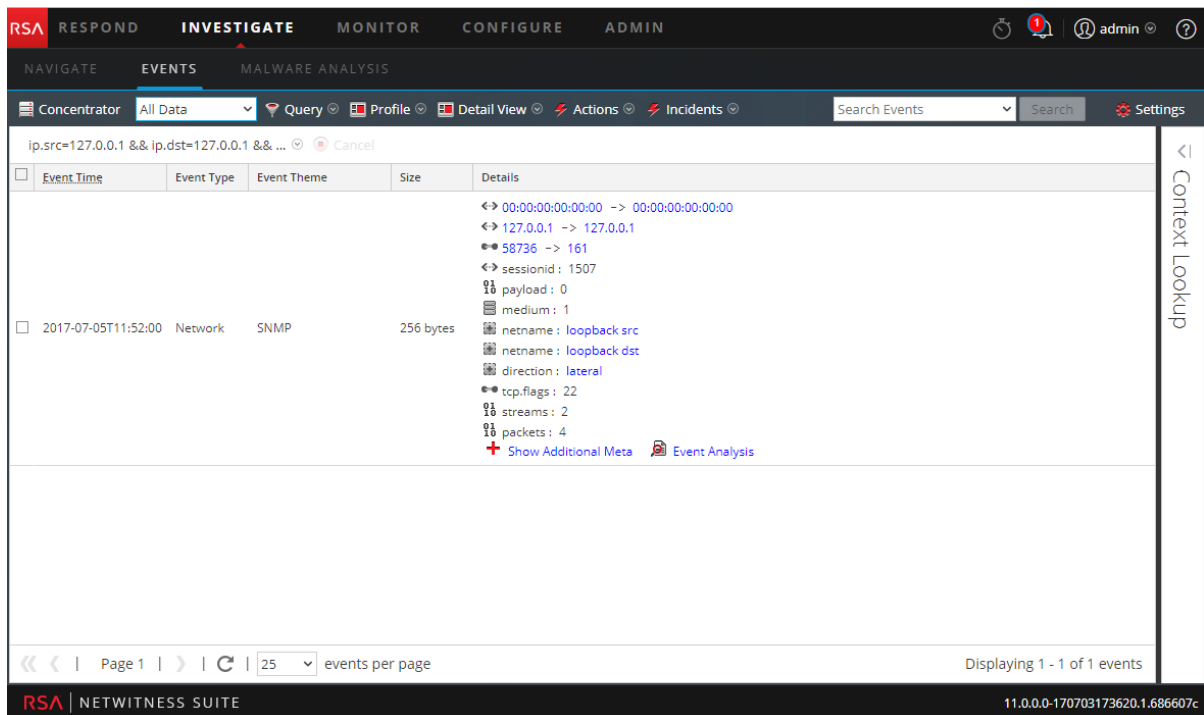 RSA RESPOND INVESTIGATE MONITOR CONFIGURE ADMIN 1 admin ?
NAVIGATE EVENTS MALWARE ANALYSIS
Concentrator All Data Query Profile Detail View Actions Incidents Search Events Search Settings
ip.src=127.0.0.1 && ip.dst=127.0.0.1 && ... Cancel
Event Time Event Type Event Theme Size Details
00:00:00:00:00:00 -> 00:00:00:00:00:00
127.0.0.1 -> 127.0.0.1
58736 -> 161
sessionid : 1507
payload : 0
medium : 1
2017-07-05T11:52:00 Network SNMP 256 bytes netname : loopback src
netname : loopback dst
direction : lateral
tcp.flags : 22
streams : 2
packets : 4
Show Additional Meta Event Analysis
Context Lookup
Page 1 | 25 events per page Displaying 1 - 1 of 1 events
RSA NETWITNESS SUITE 11.0.0.0-170703173620.1.686607c